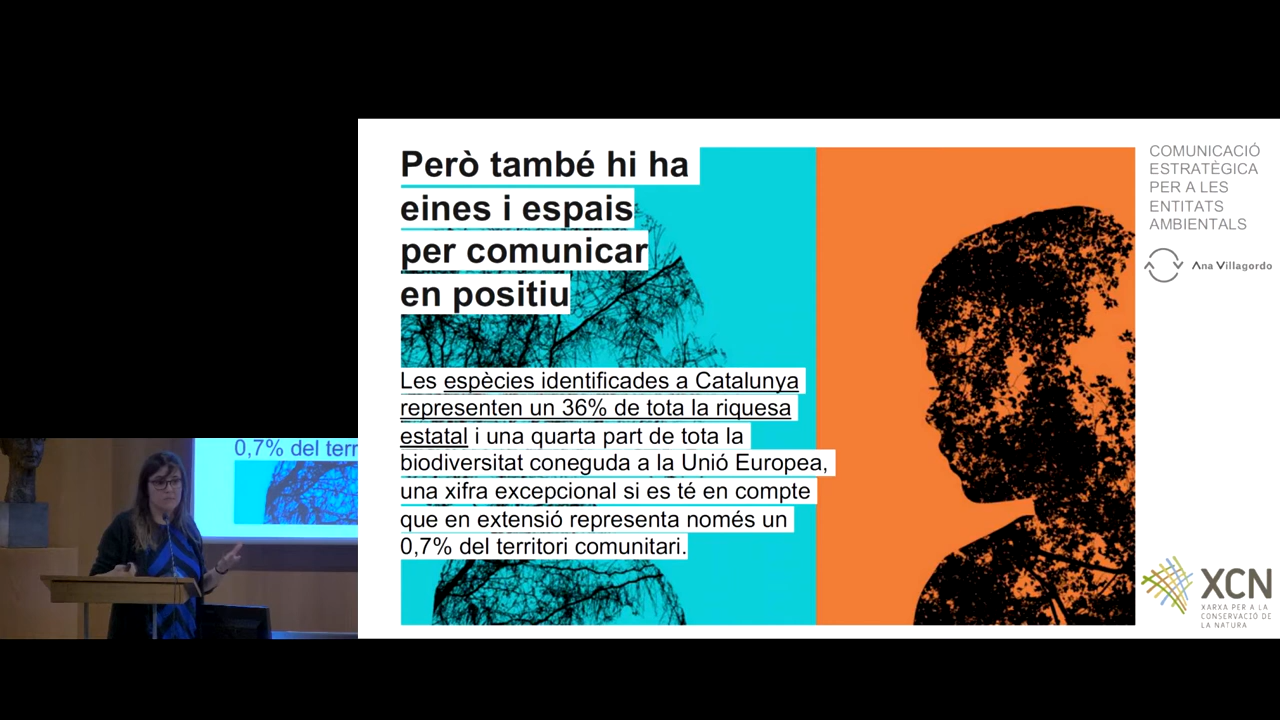 Però també hi ha
eines i espais
per comunicar
en positiu
Les espècies identificades a Catalunya
representen un 36% de tota la riquesa
estatal i una quarta part de tota la
biodiversitat coneguda a la Unió Europea,
una xifra excepcional si es té en compte
que en extensió representa només un
0,7% del territori comunitari.
COMUNICACIÓ
ESTRATÈGICA
PER A LES
ENTITATS
AMBIENTALS
Ana Villagordo
XCN
XARXA PER A LA
CONSERVACIÓ DE
LA NATURA
0,7% del terr